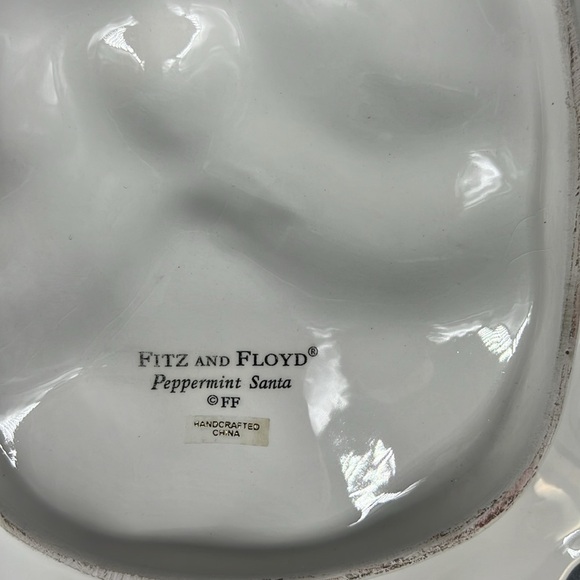 FITZ AND FLOYD®
Peppermint Santa
©FF
HANDCRAFTED
CHINA